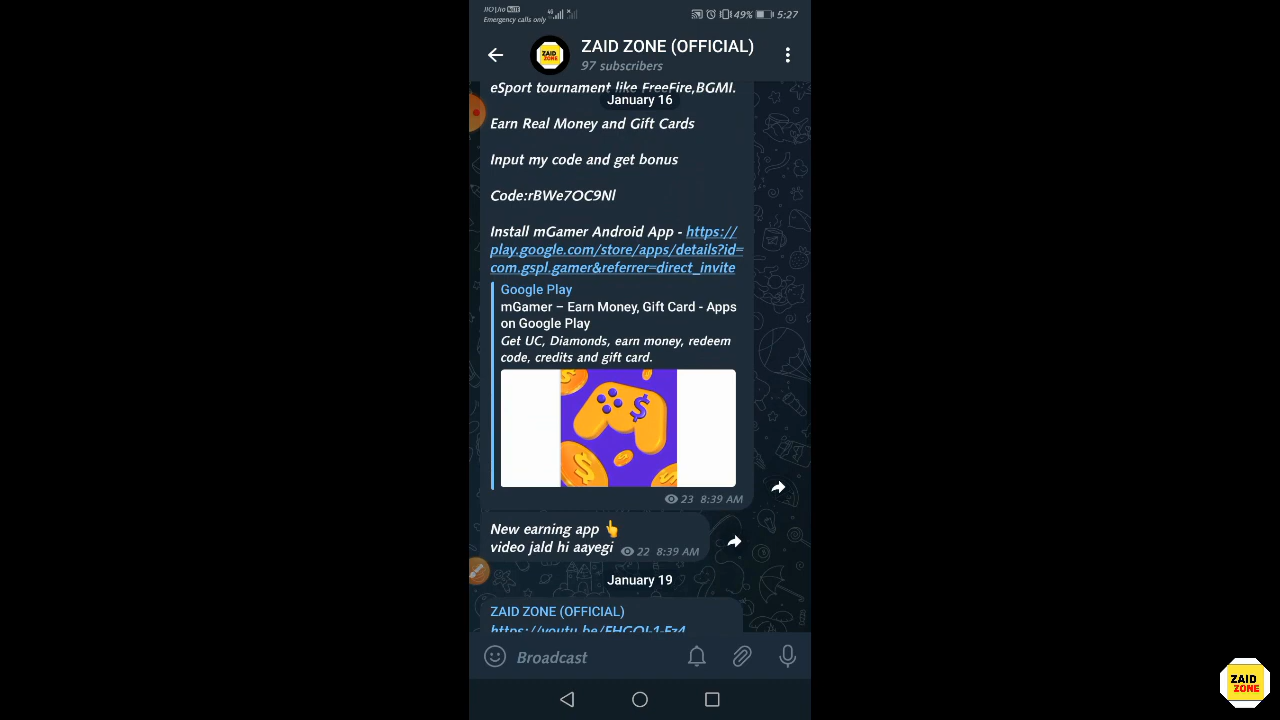 JIO|Jio VoLTE
Emergency calls only
4G
49% 5:27
ZAID ZONE (OFFICIAL)
97 subscribers
eSport tournament like FreeFire,BGMI.
January 16
Earn Real Money and Gift Cards
Input my code and get bonus
Code:rBWe7OC9Nl
Install mGamer Android App - https://
play.google.com/store/apps/details?id=
com.gspl.gamer&referrer=direct_invite
Google Play
mGamer – Earn Money, Gift Card - Apps
on Google Play
Get UC, Diamonds, earn money, redeem
code, credits and gift card.
23 8:39 AM
New earning app 👆
video jald hi aayegi 22 8:39 AM
January 19
ZAID ZONE (OFFICIAL)
Broadcast
ZAID
ZONE